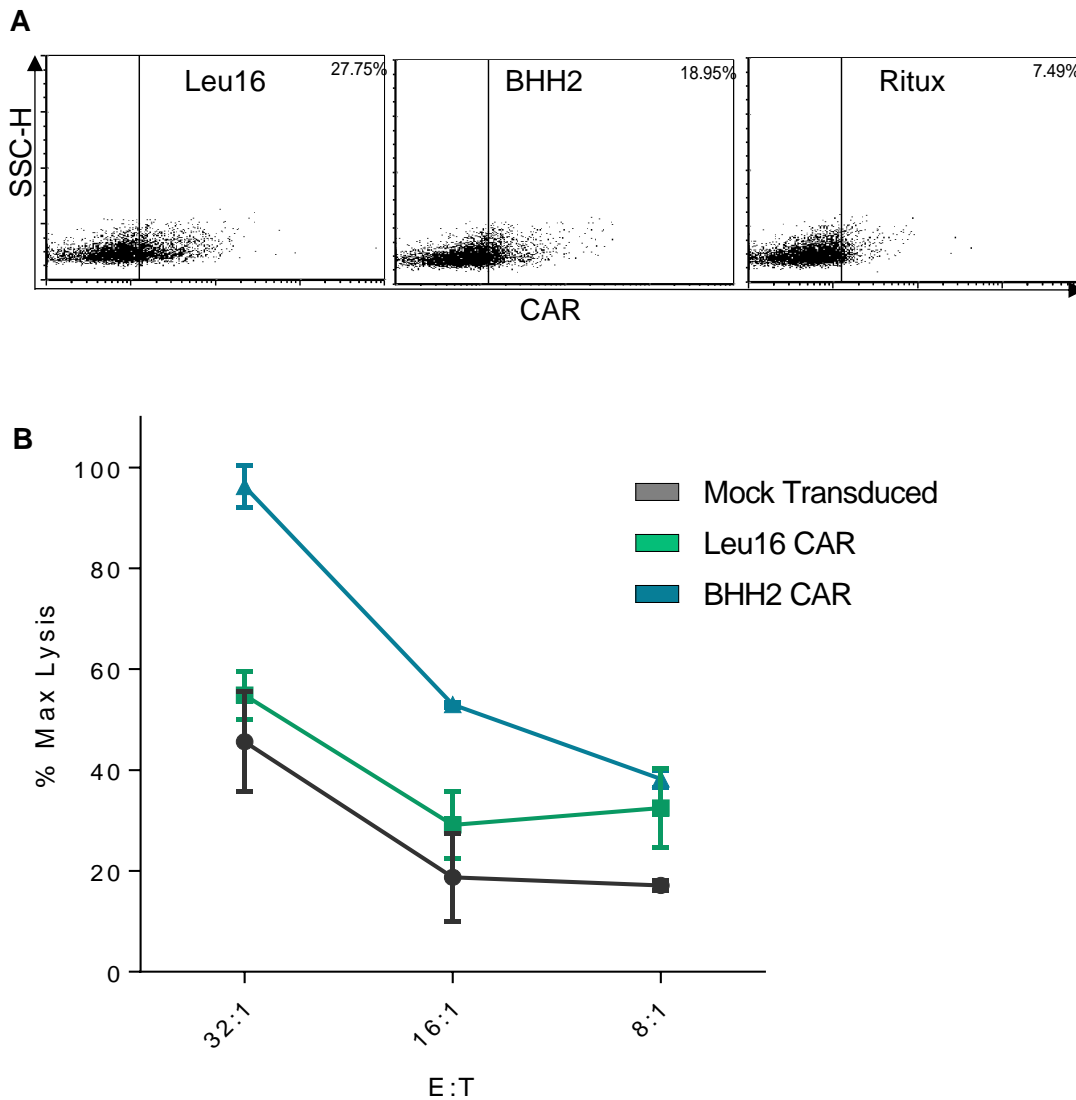 A
Leu16
27.75%
BHH2
18.95%
Ritux
7.49%
SSC-H
CAR
B
100
80
60
40
20
0
% Max Lysis
Mock Transduced
Leu16 CAR
BHH2 CAR
32:1
16:1
8:1
E:T